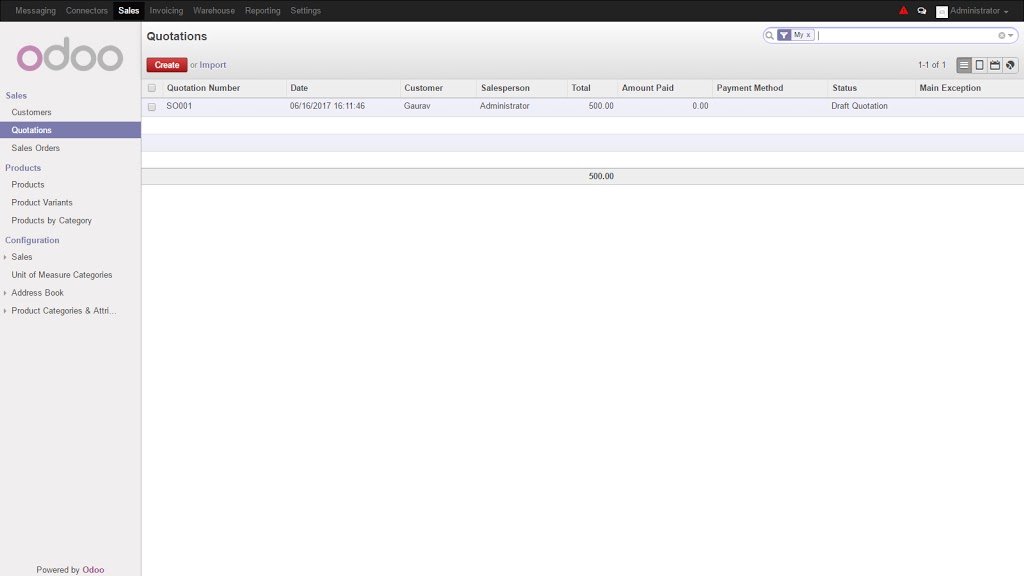 Messaging Connectors Sales Invoicing Warehouse Reporting Settings Administrator
odoo
Sales
Customers
Quotations
Sales Orders
Products
Products
Product Variants
Products by Category
Configuration
Sales
Unit of Measure Categories
Address Book
Product Categories & Attri...
Powered by Odoo
Quotations
My x
Create or Import
1-1 of 1
Quotation Number Date Customer Salesperson Total Amount Paid Payment Method Status Main Exception
SO001 06/16/2017 16:11:46 Gaurav Administrator 500.00 0.00 Draft Quotation
500.00